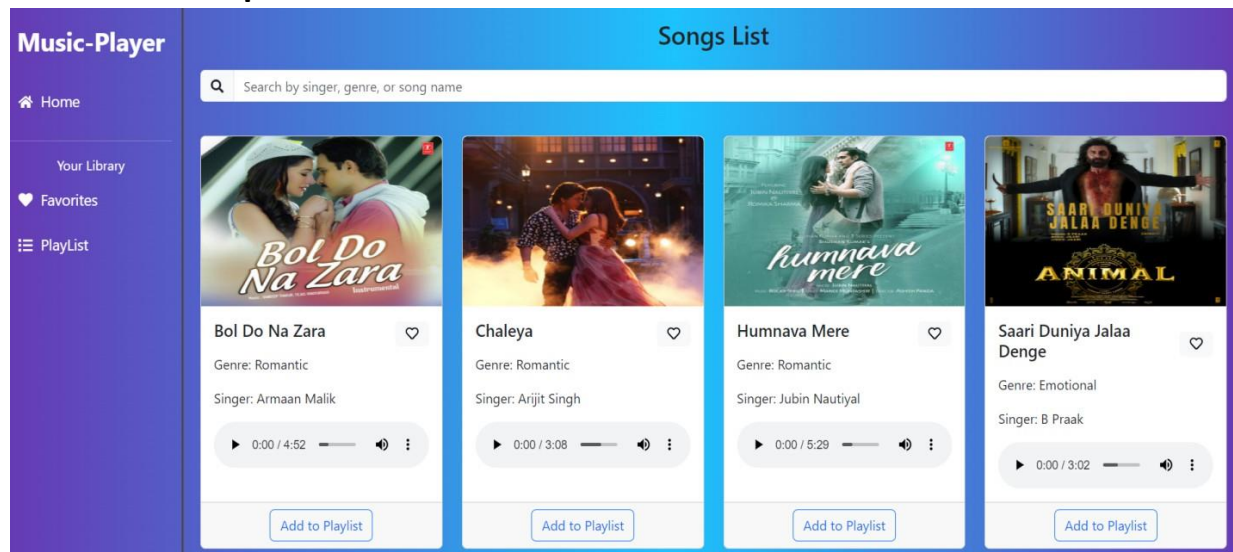 Music-Player
Home
Your Library
Favorites
PlayList
Songs List
Search by singer, genre, or song name
Bol Do
Na Zara
Instrumental
Bol Do Na Zara
Genre: Romantic
Singer: Armaan Malik
0:00 / 4:52
Add to Playlist
Chaleya
Genre: Romantic
Singer: Arijit Singh
0:00 / 3:08
Add to Playlist
JUBIN NAUTIYAL
humnava
mere
Humnava Mere
Genre: Romantic
Singer: Jubin Nautiyal
0:00 / 5:29
Add to Playlist
SAARI DUNIYA
JALAA DENGE
ANIMAL
Saari Duniya Jalaa
Denge
Genre: Emotional
Singer: B Praak
0:00 / 3:02
Add to Playlist